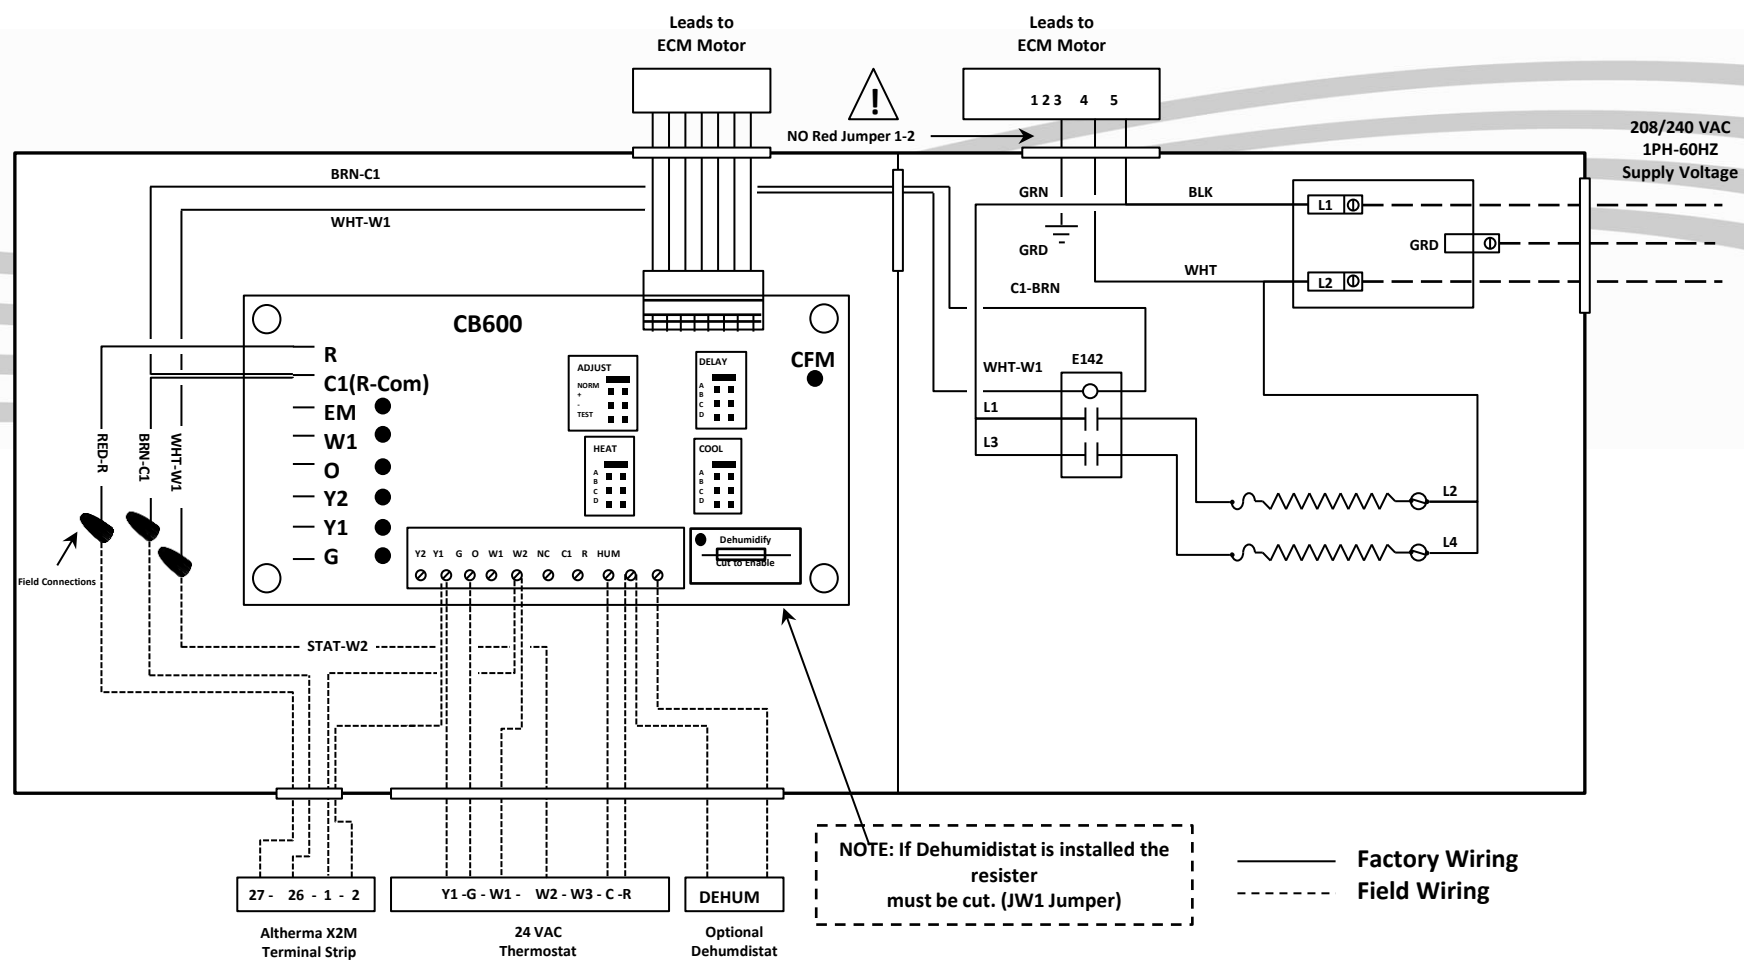 Leads to
ECM Motor
Leads to
ECM Motor
1 2 3 4 5
NO Red Jumper 1-2
208/240 VAC
1PH-60HZ
Supply Voltage
BRN-C1
WHT-W1
GRN
BLK
L1
GRD
GRD
WHT
L2
C1-BRN
CB600
R
C1(R-Com)
EM
W1
O
Y2
Y1
G
ADJUST
NORM
+
-
TEST
DELAY
A
B
C
D
CFM
HEAT
A
B
C
D
COOL
A
B
C
D
E142
WHT-W1
L1
L3
L2
L4
RED-R
BRN-C1
WHT-W1
Field Connections
Y2 Y1 G O W1 W2 NC C1 R HUM
Dehumidify
Cut to Enable
STAT-W2
27 - 26 - 1 - 2
Altherma X2M
Terminal Strip
Y1 -G - W1 - W2 - W3 - C -R
24 VAC
Thermostat
DEHUM
Optional
Dehumdistat
NOTE: If Dehumidistat is installed the
resister
must be cut. (JW1 Jumper)
Factory Wiring
Field Wiring